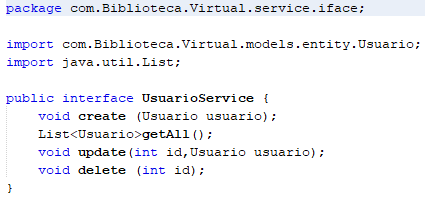 package com.Biblioteca.Virtual.service.iface;
import com.Biblioteca.Virtual.models.entity.Usuario;
import java.util.List;
public interface UsuarioService {
void create (Usuario usuario);
List<Usuario>getAll();
void update(int id,Usuario usuario);
void delete (int id);
}